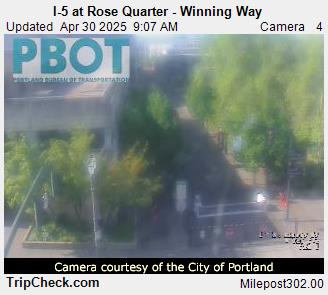 I-5 at Rose Quarter - Winning Way
Updated Apr 30 2025 9:07 AM Camera 4
PBOT
PORTLAND BUREAU OF TRANSPORTATION
Camera courtesy of the City of Portland
TripCheck.com Milepost302.00